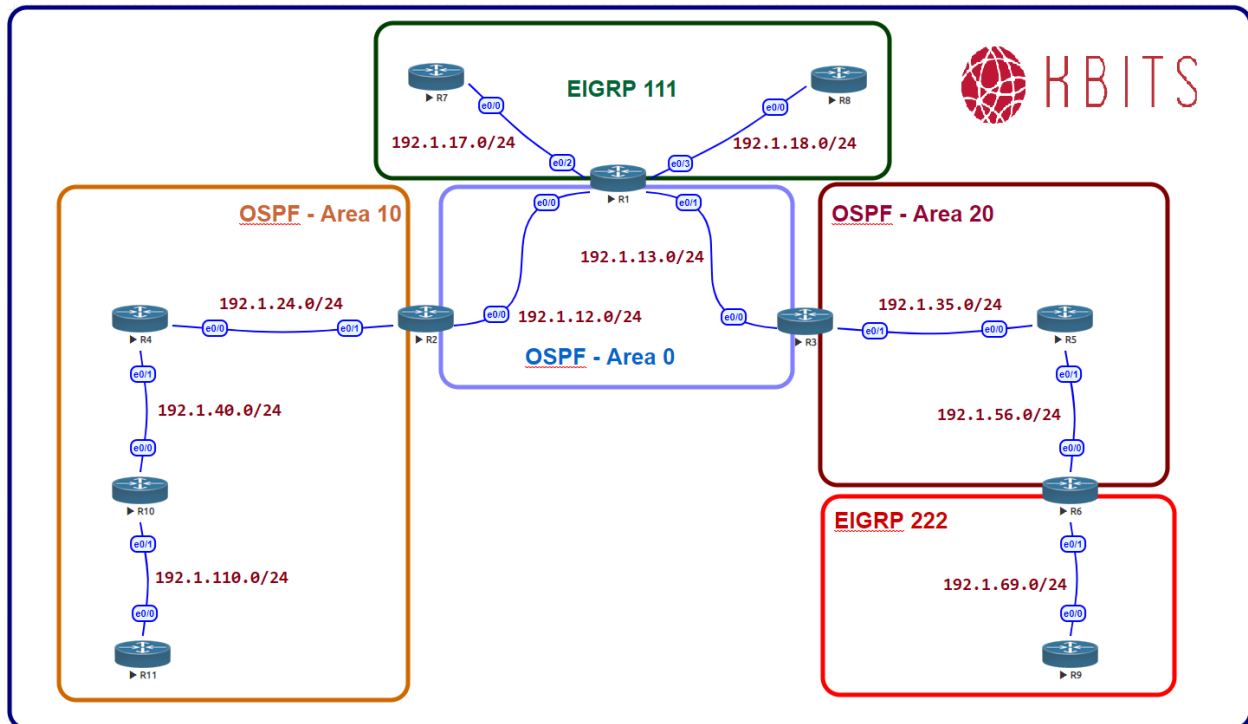 KBITS
EIGRP 111
R7
R8
e0/0
e0/0
192.1.17.0/24
192.1.18.0/24
e0/2
e0/3
R1
OSPF - Area 10
e0/0
e0/1
OSPF - Area 20
192.1.13.0/24
192.1.24.0/24
192.1.35.0/24
R4
e0/0
e0/1
R2
e0/0
192.1.12.0/24
e0/0
R3
e0/1
e0/0
R5
OSPF - Area 0
e0/1
e0/1
192.1.40.0/24
192.1.56.0/24
e0/0
e0/0
R10
R6
EIGRP 222
e0/1
e0/1
192.1.110.0/24
192.1.69.0/24
e0/0
e0/0
R11
R9